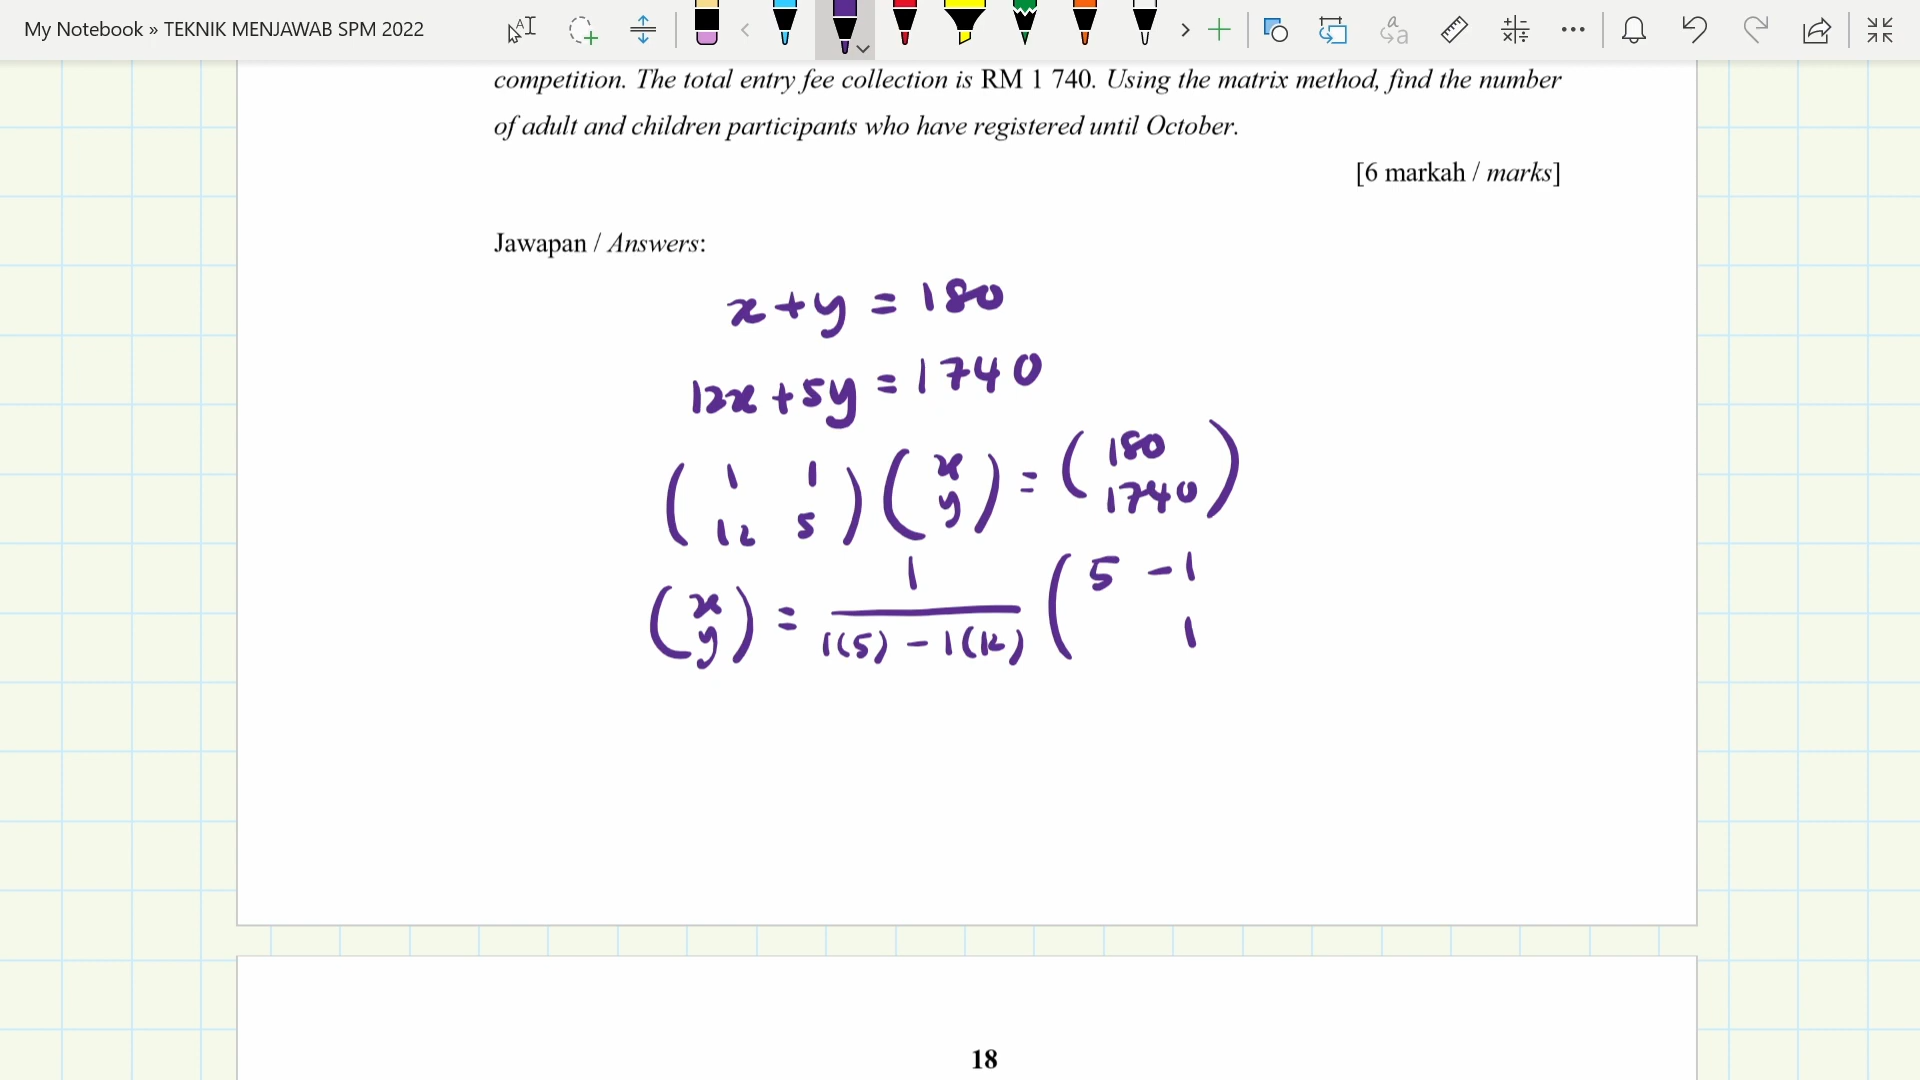 My Notebook » TEKNIK MENJAWAB SPM 2022
competition. The total entry fee collection is RM 1 740. Using the matrix method, find the number
of adult and children participants who have registered until October.
[6 markah / marks]
Jawapan / Answers:
x + y = 180
12x + 5y = 1740
( 1 1 ) ( x ) = ( 180 )
( 12 5 ) ( y ) ( 1740 )
1
( x ) = ( 5 -1
( y ) 1(5) - 1(12) 1
18